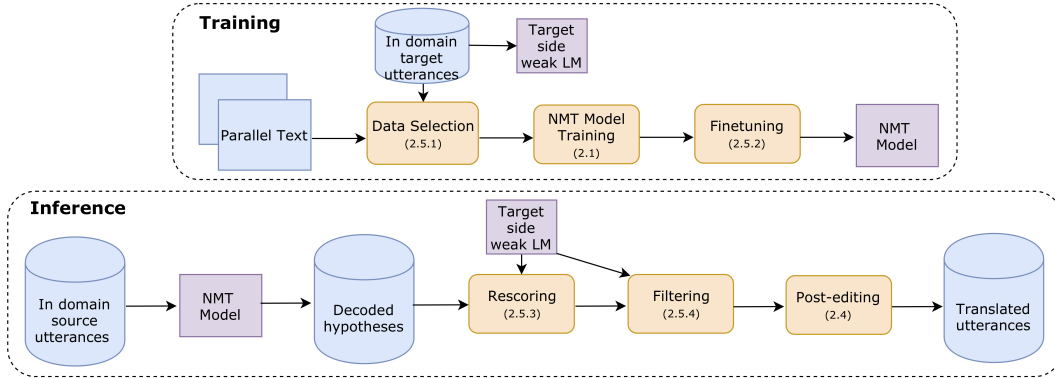 Training
In domain
target
utterances
Target
side
weak LM
Parallel Text
Data Selection
(2.5.1)
NMT Model
Training
(2.1)
Finetuning
(2.5.2)
NMT
Model
Inference
In domain
source
utterances
NMT
Model
Decoded
hypotheses
Target
side
weak LM
Rescoring
(2.5.3)
Filtering
(2.5.4)
Post-editing
(2.4)
Translated
utterances